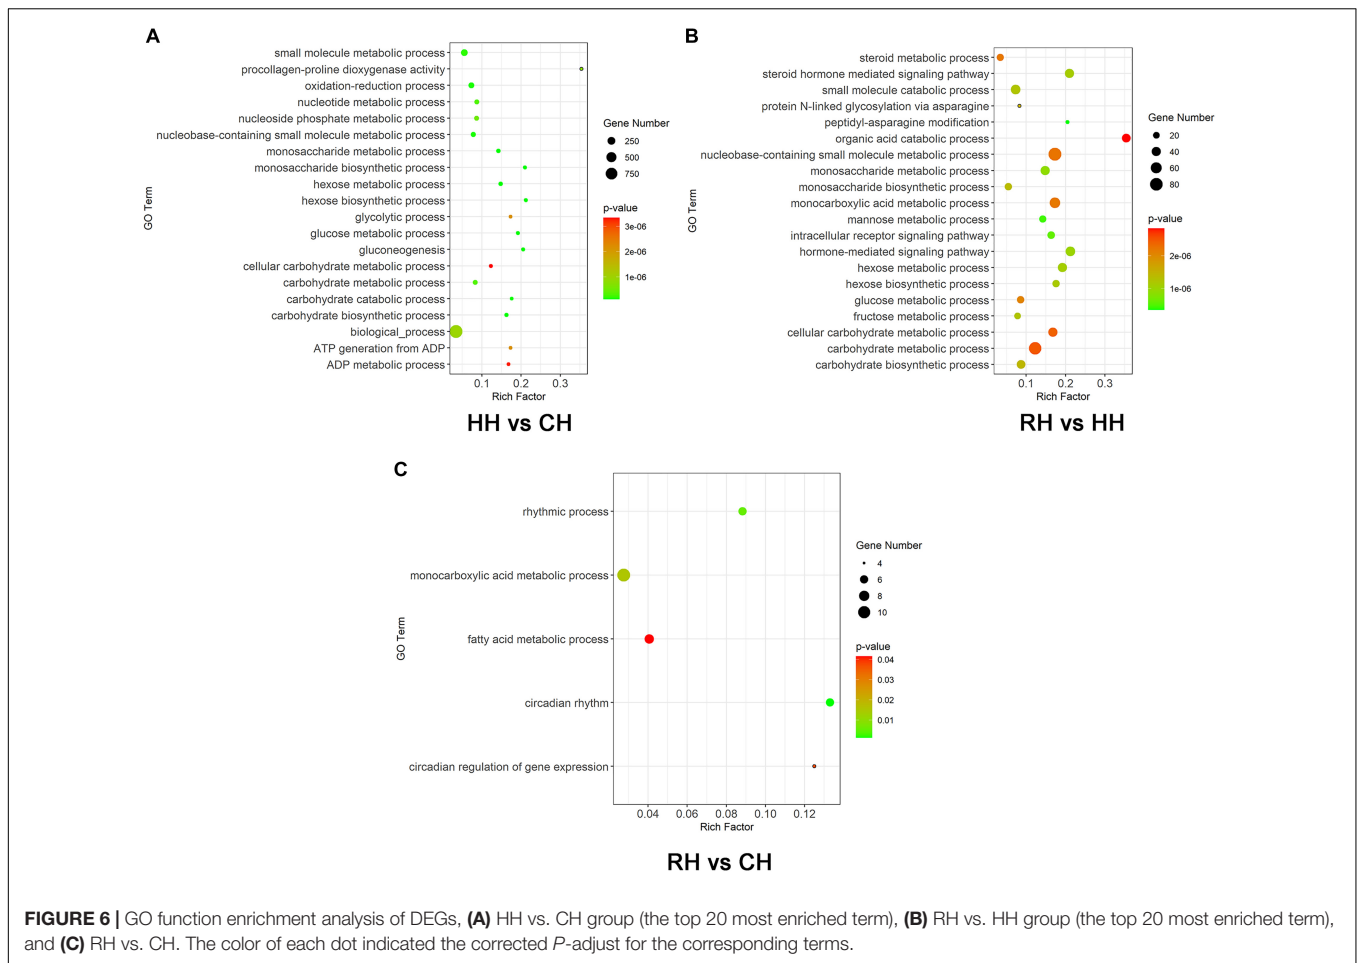 A
small molecule metabolic process
procollagen-proline dioxygenase activity
oxidation-reduction process
nucleotide metabolic process
nucleoside phosphate metabolic process
nucleobase-containing small molecule metabolic process
monosaccharide metabolic process
monosaccharide biosynthetic process
hexose metabolic process
hexose biosynthetic process
glycolytic process
glucose metabolic process
gluconeogenesis
cellular carbohydrate metabolic process
carbohydrate metabolic process
carbohydrate catabolic process
carbohydrate biosynthetic process
biological_process
ATP generation from ADP
ADP metabolic process
GO Term
0.1 0.2 0.3
Rich Factor
Gene Number
250
500
750
p-value
3e-06
2e-06
1e-06
HH vs CH
B
steroid metabolic process
steroid hormone mediated signaling pathway
small molecule catabolic process
protein N-linked glycosylation via asparagine
peptidyl-asparagine modification
organic acid catabolic process
nucleobase-containing small molecule metabolic process
monosaccharide metabolic process
monosaccharide biosynthetic process
monocarboxylic acid metabolic process
mannose metabolic process
intracellular receptor signaling pathway
hormone-mediated signaling pathway
hexose metabolic process
hexose biosynthetic process
glucose metabolic process
fructose metabolic process
cellular carbohydrate metabolic process
carbohydrate metabolic process
carbohydrate biosynthetic process
GO Term
0.1 0.2 0.3
Rich Factor
Gene Number
20
40
60
80
p-value
2e-06
1e-06
RH vs HH
C
rhythmic process
monocarboxylic acid metabolic process
fatty acid metabolic process
circadian rhythm
circadian regulation of gene expression
GO Term
0.04 0.06 0.08 0.10 0.12
Rich Factor
Gene Number
4
6
8
10
p-value
0.04
0.03
0.02
0.01
RH vs CH
FIGURE 6 | GO function enrichment analysis of DEGs, (A) HH vs. CH group (the top 20 most enriched term), (B) RH vs. HH group (the top 20 most enriched term),
and (C) RH vs. CH. The color of each dot indicated the corrected P-adjust for the corresponding terms.